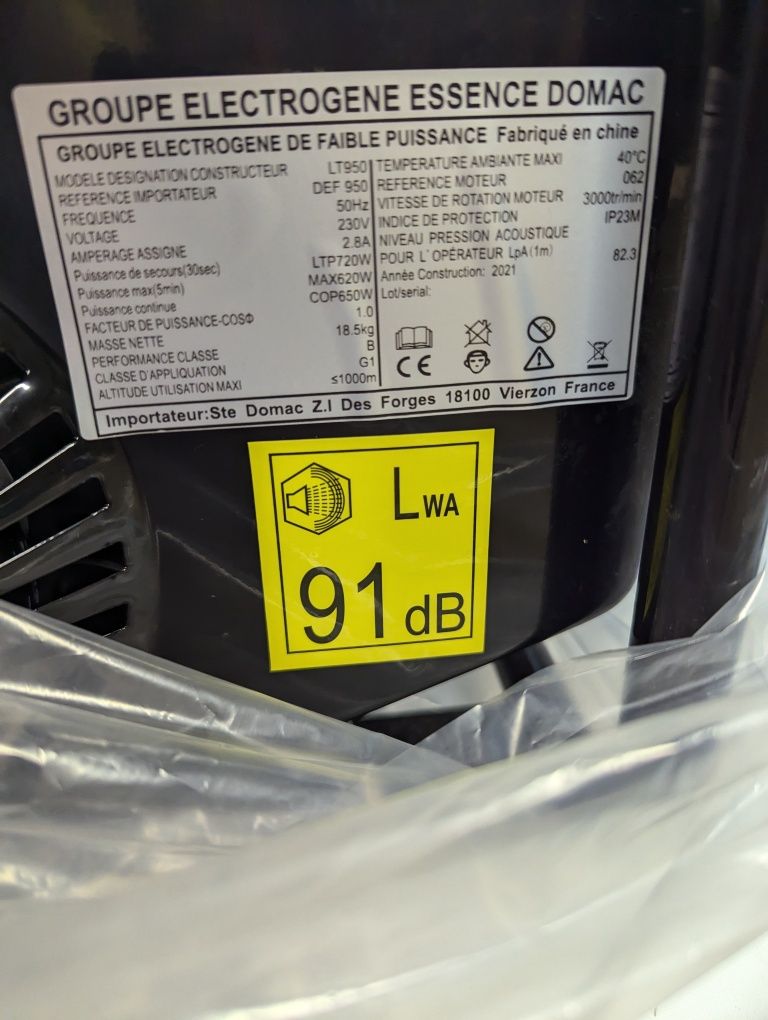 GROUPE ELECTROGENE ESSENCE DOMAC
GROUPE ELECTROGENE DE FAIBLE PUISSANCE Fabriqué en chine
MODELE DESIGNATION CONSTRUCTEUR LT950
REFERENCE IMPORTATEUR DEF 950
FREQUENCE 50Hz
VOLTAGE 230V
AMPERAGE ASSIGNE 2.8A
Puissance de secours(30sec) LTP720W
Puissance max(5min) MAX620W
Puissance continue COP650W
FACTEUR DE PUISSANCE-COSΦ 1.0
MASSE NETTE 18.5kg
PERFORMANCE CLASSE B
CLASSE D'APPLIQUATION G1
ALTITUDE UTILISATION MAXI ≤1000m
TEMPERATURE AMBIANTE MAXI 40°C
REFERENCE MOTEUR 062
VITESSE DE ROTATION MOTEUR 3000tr/min
INDICE DE PROTECTION IP23M
NIVEAU PRESSION ACOUSTIQUE
POUR L'OPÉRATEUR LpA(1m) 82.3
Année Construction: 2021
Lot/serial:
CE
Importateur:Ste Domac Z.I Des Forges 18100 Vierzon France
LWA
91 dB